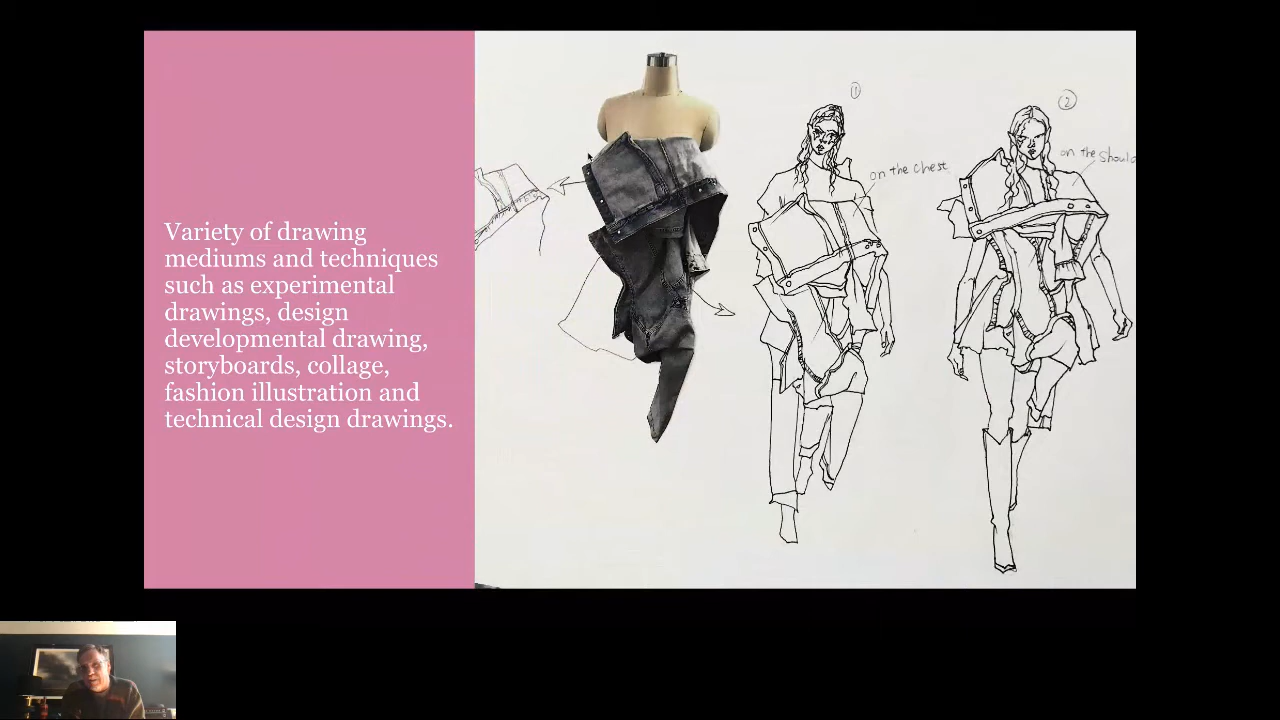 Variety of drawing
mediums and techniques
such as experimental
drawings, design
developmental drawing,
storyboards, collage,
fashion illustration and
technical design drawings.
①
on the chest
②
on the should